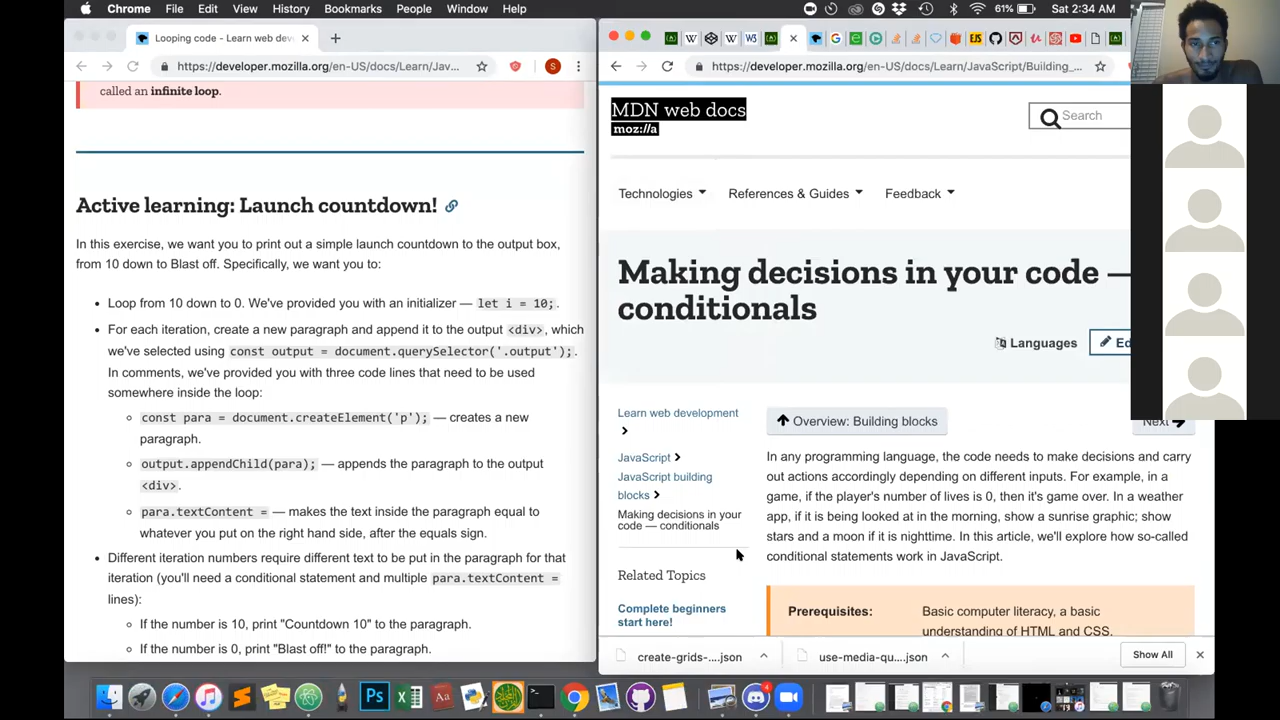 Chrome File Edit View History Bookmarks People Window Help
61% Sat 2:34 AM
Looping code - Learn web dev
https://developer.mozilla.org/en-US/docs/Learn/Jav
S
called an infinite loop.
Active learning: Launch countdown!
In this exercise, we want you to print out a simple launch countdown to the output box,
from 10 down to Blast off. Specifically, we want you to:
• Loop from 10 down to 0. We've provided you with an initializer — let i = 10;.
• For each iteration, create a new paragraph and append it to the output <div>, which
we've selected using const output = document.querySelector('.output');.
In comments, we've provided you with three code lines that need to be used
somewhere inside the loop:
const para = document.createElement('p'); — creates a new
paragraph.
output.appendChild(para); — appends the paragraph to the output
<div>.
para.textContent = — makes the text inside the paragraph equal to
whatever you put on the right hand side, after the equals sign.
• Different iteration numbers require different text to be put in the paragraph for that
iteration (you'll need a conditional statement and multiple para.textContent =
lines):
If the number is 10, print "Countdown 10" to the paragraph.
If the number is 0, print "Blast off!" to the paragraph.
https://developer.mozilla.org/en-US/docs/Learn/JavaScript/Building_...
MDN web docs
moz://a
Search
Technologies References & Guides Feedback
Making decisions in your code —
conditionals
Languages Ed
Learn web development
JavaScript
JavaScript building
blocks
Making decisions in your
code — conditionals
Related Topics
Complete beginners
start here!
Overview: Building blocks Next
In any programming language, the code needs to make decisions and carry
out actions accordingly depending on different inputs. For example, in a
game, if the player's number of lives is 0, then it's game over. In a weather
app, if it is being looked at in the morning, show a sunrise graphic; show
stars and a moon if it is nighttime. In this article, we'll explore how so-called
conditional statements work in JavaScript.
Prerequisites: Basic computer literacy, a basic
understanding of HTML and CSS,
create-grids-....json use-media-qu....json Show All
Ps
Aa
4